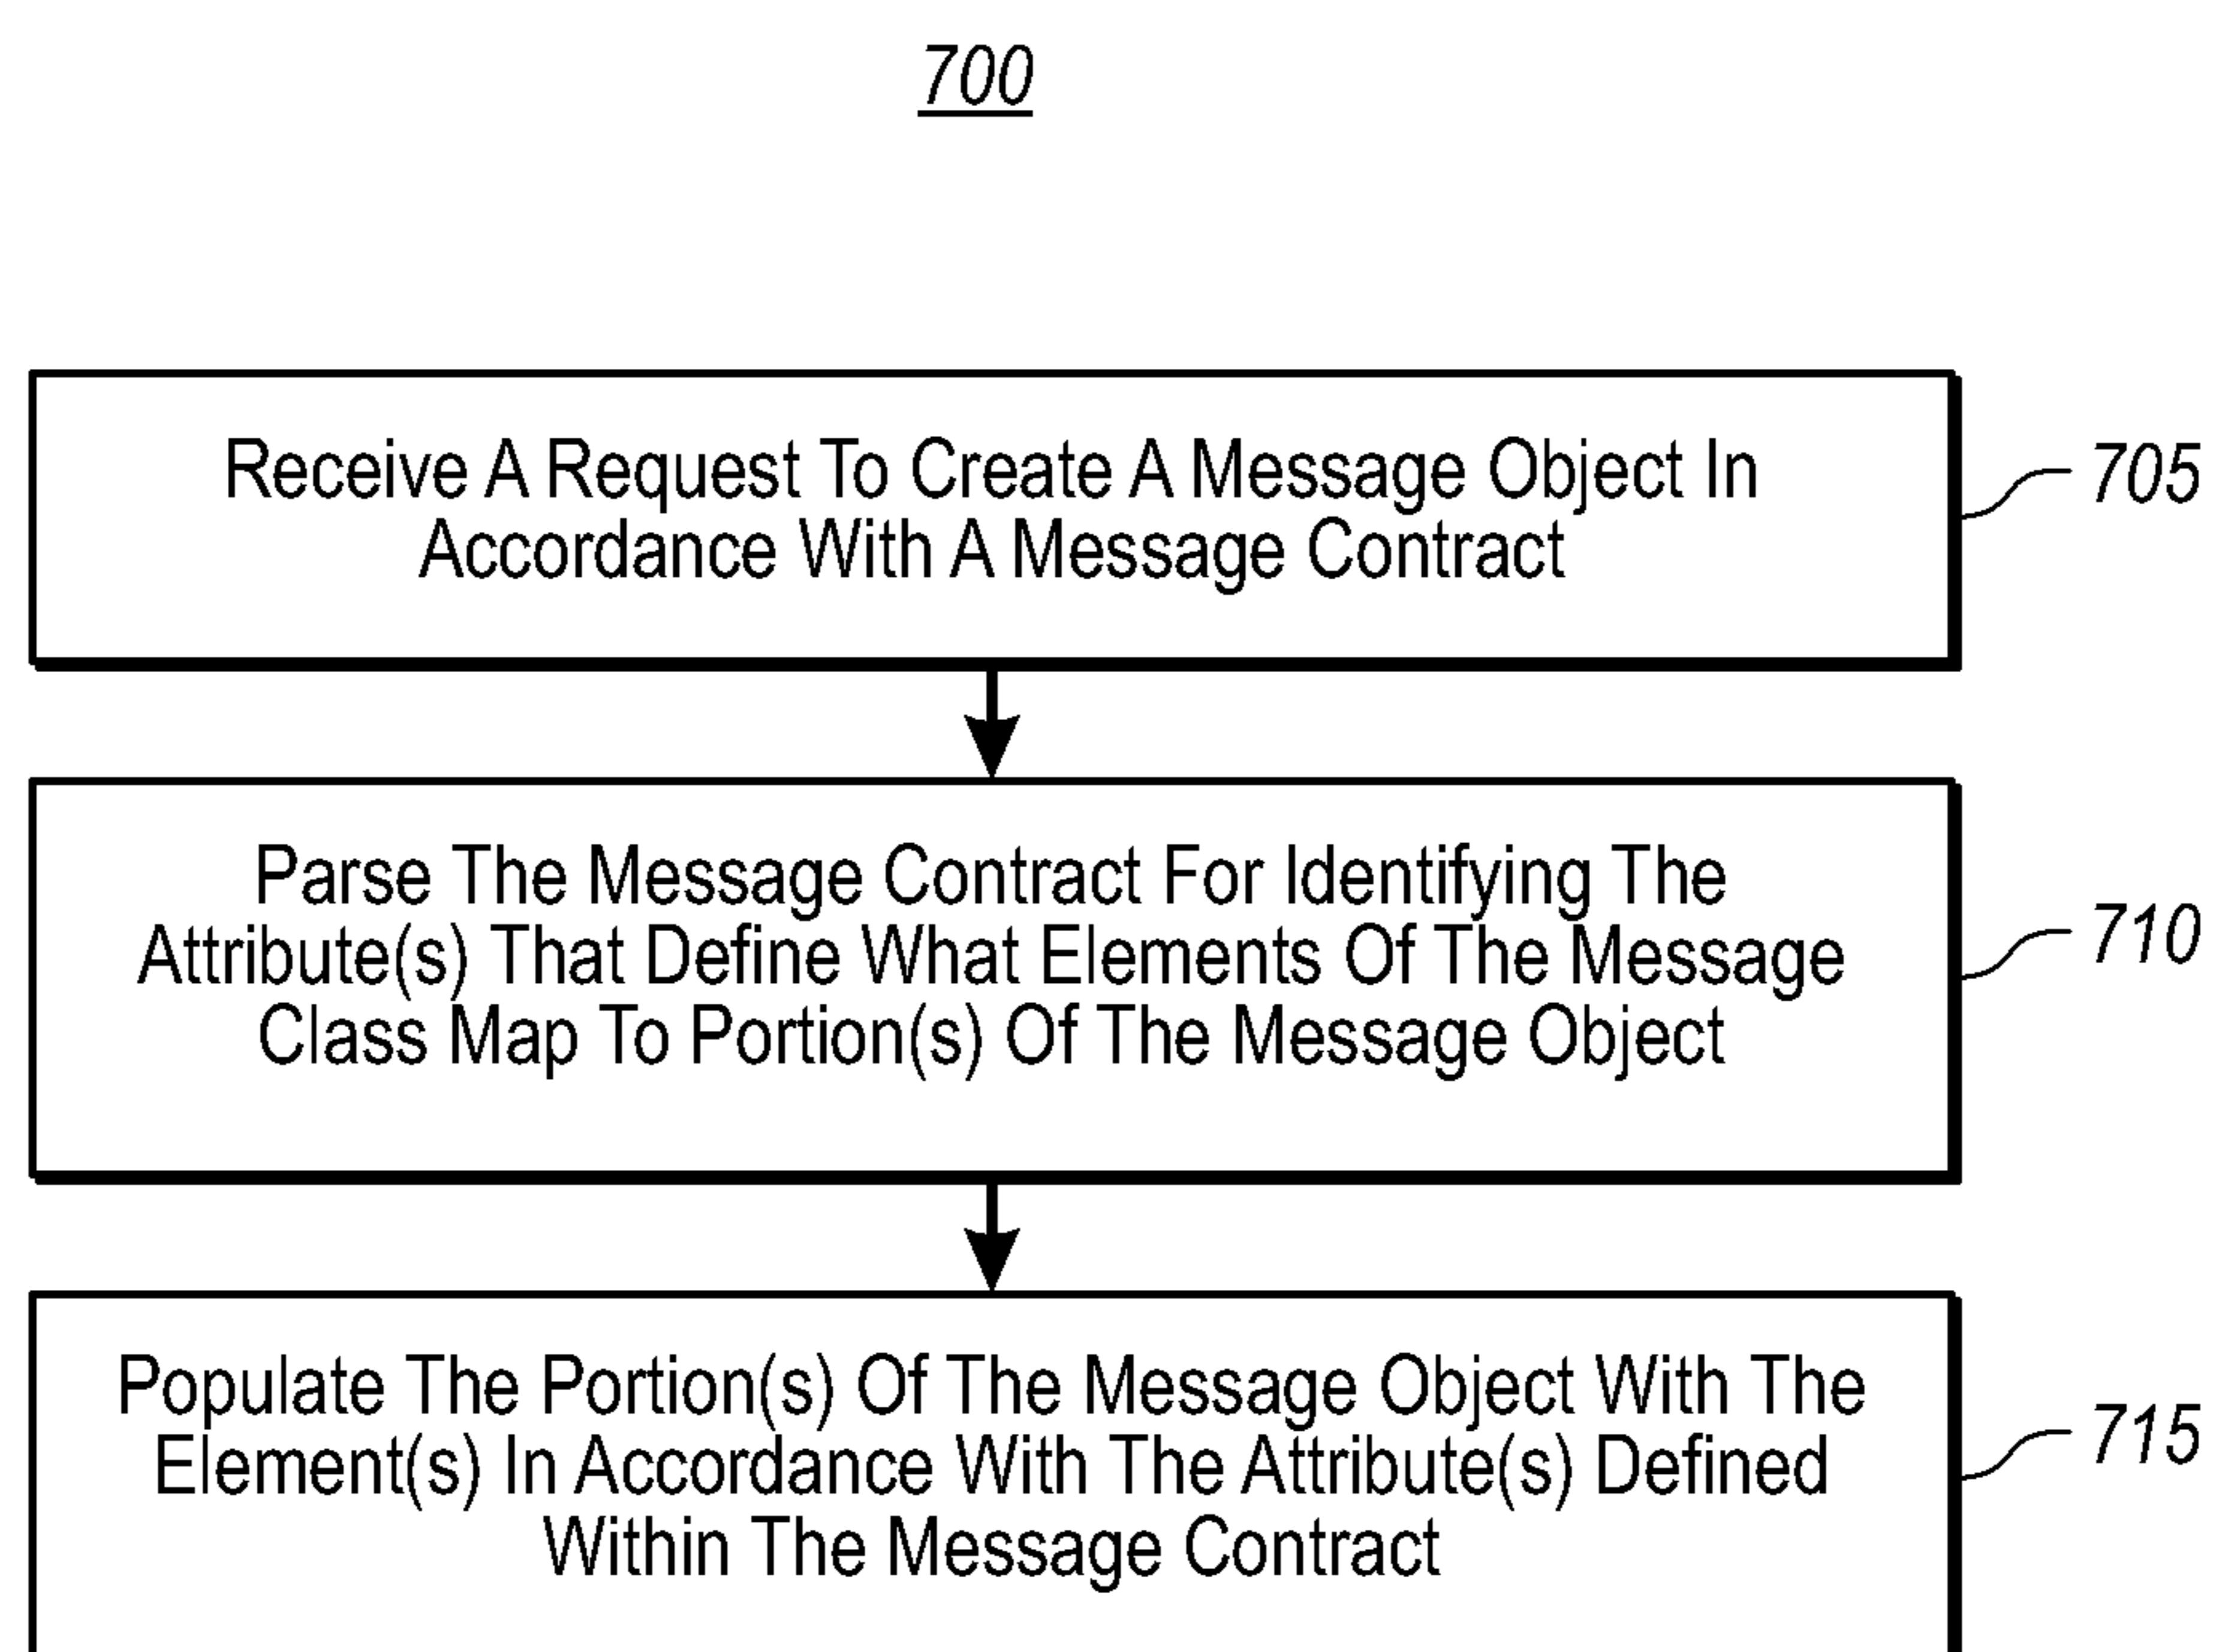 700
Receive A Request To Create A Message Object In
Accordance With A Message Contract
705
Parse The Message Contract For Identifying The
Attribute(s) That Define What Elements Of The Message
Class Map To Portion(s) Of The Message Object
710
Populate The Portion(s) Of The Message Object With The
Element(s) In Accordance With The Attribute(s) Defined
Within The Message Contract
715